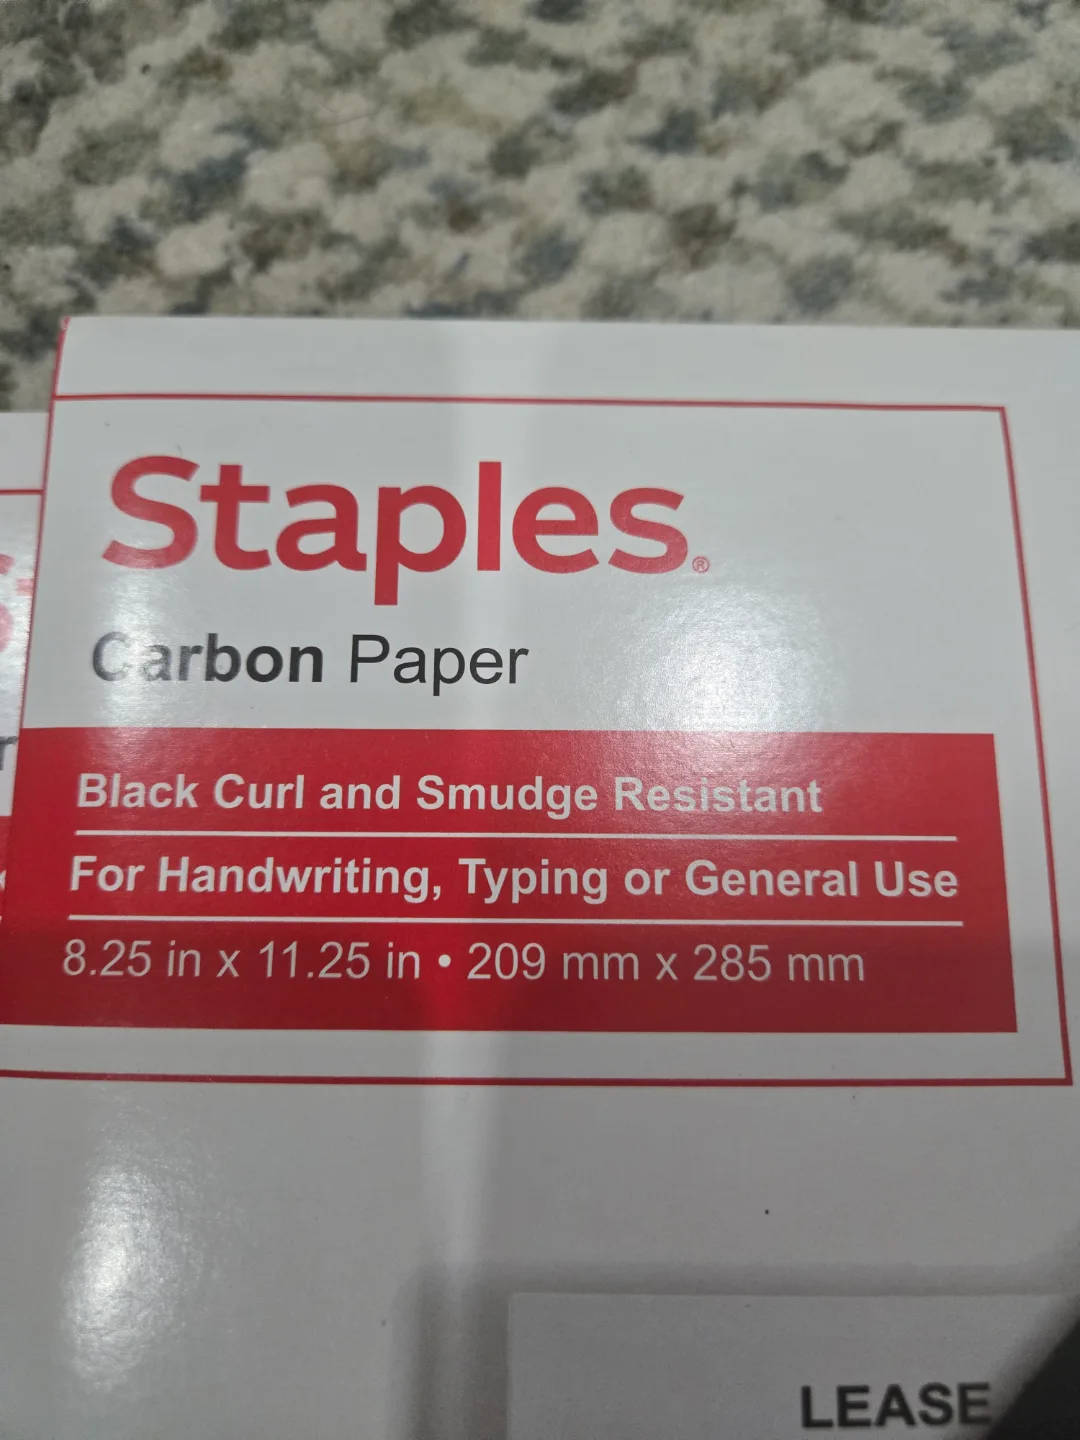 Staples®
Carbon Paper
Black Curl and Smudge Resistant
For Handwriting, Typing or General Use
8.25 in x 11.25 in • 209 mm x 285 mm
LEASE